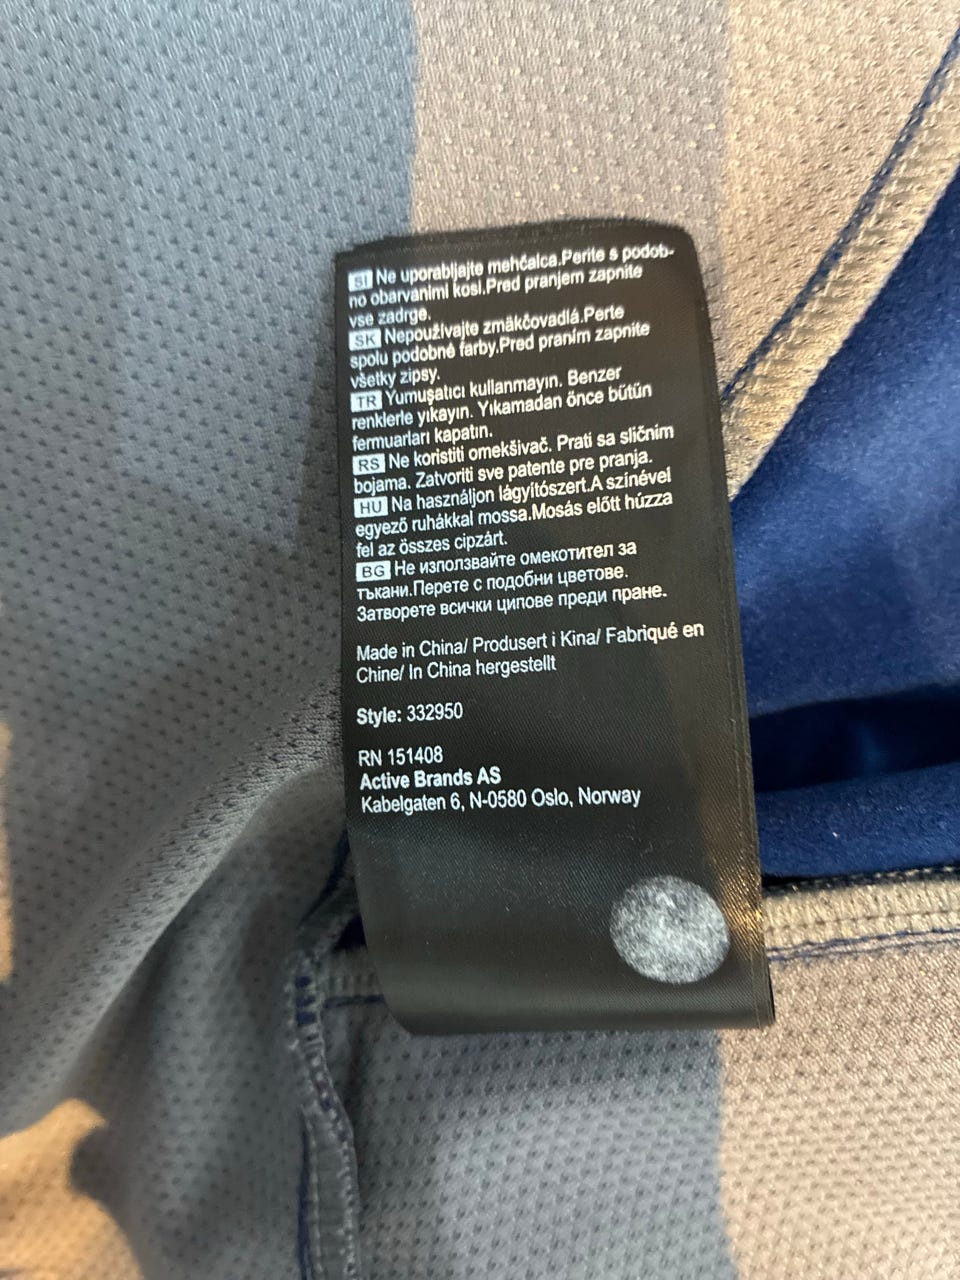 SI Ne uporabljajte mehčalca.Perite s podob-
no obarvanimi kosi.Pred pranjem zapnite
vse zadrge.
SK Nepoužívajte zmäkčovadlá.Perte
spolu podobné farby.Pred praním zapnite
všetky zipsy.
TR Yumuşatıcı kullanmayın. Benzer
renklerle yıkayın. Yıkamadan önce bütün
fermuarları kapatın.
RS Ne koristiti omekšivač. Prati sa sličnim
bojama. Zatvoriti sve patente pre pranja.
HU Na használjon lágyítószert.A színével
egyező ruhákkal mossa.Mosás előtt húzza
fel az összes cipzárt.
BG Не използвайте омекотител за
тъкани.Перете с подобни цветове.
Затворете всички ципове преди пране.
Made in China/ Produsert i Kina/ Fabriqué en
Chine/ In China hergestellt
Style: 332950
RN 151408
Active Brands AS
Kabelgaten 6, N-0580 Oslo, Norway